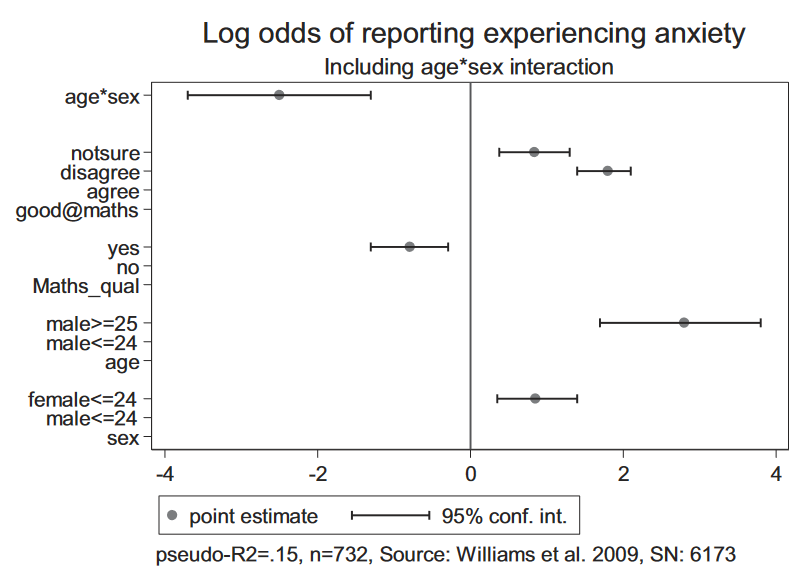 Log odds of reporting experiencing anxiety
Including age*sex interaction
age*sex
notsure
disagree
agree
good@maths
yes
no
Maths_qual
male>=25
male<=24
age
female<=24
male<=24
sex
-4 -2 0 2 4
point estimate 95% conf. int.
pseudo-R2=.15, n=732, Source: Williams et al. 2009, SN: 6173